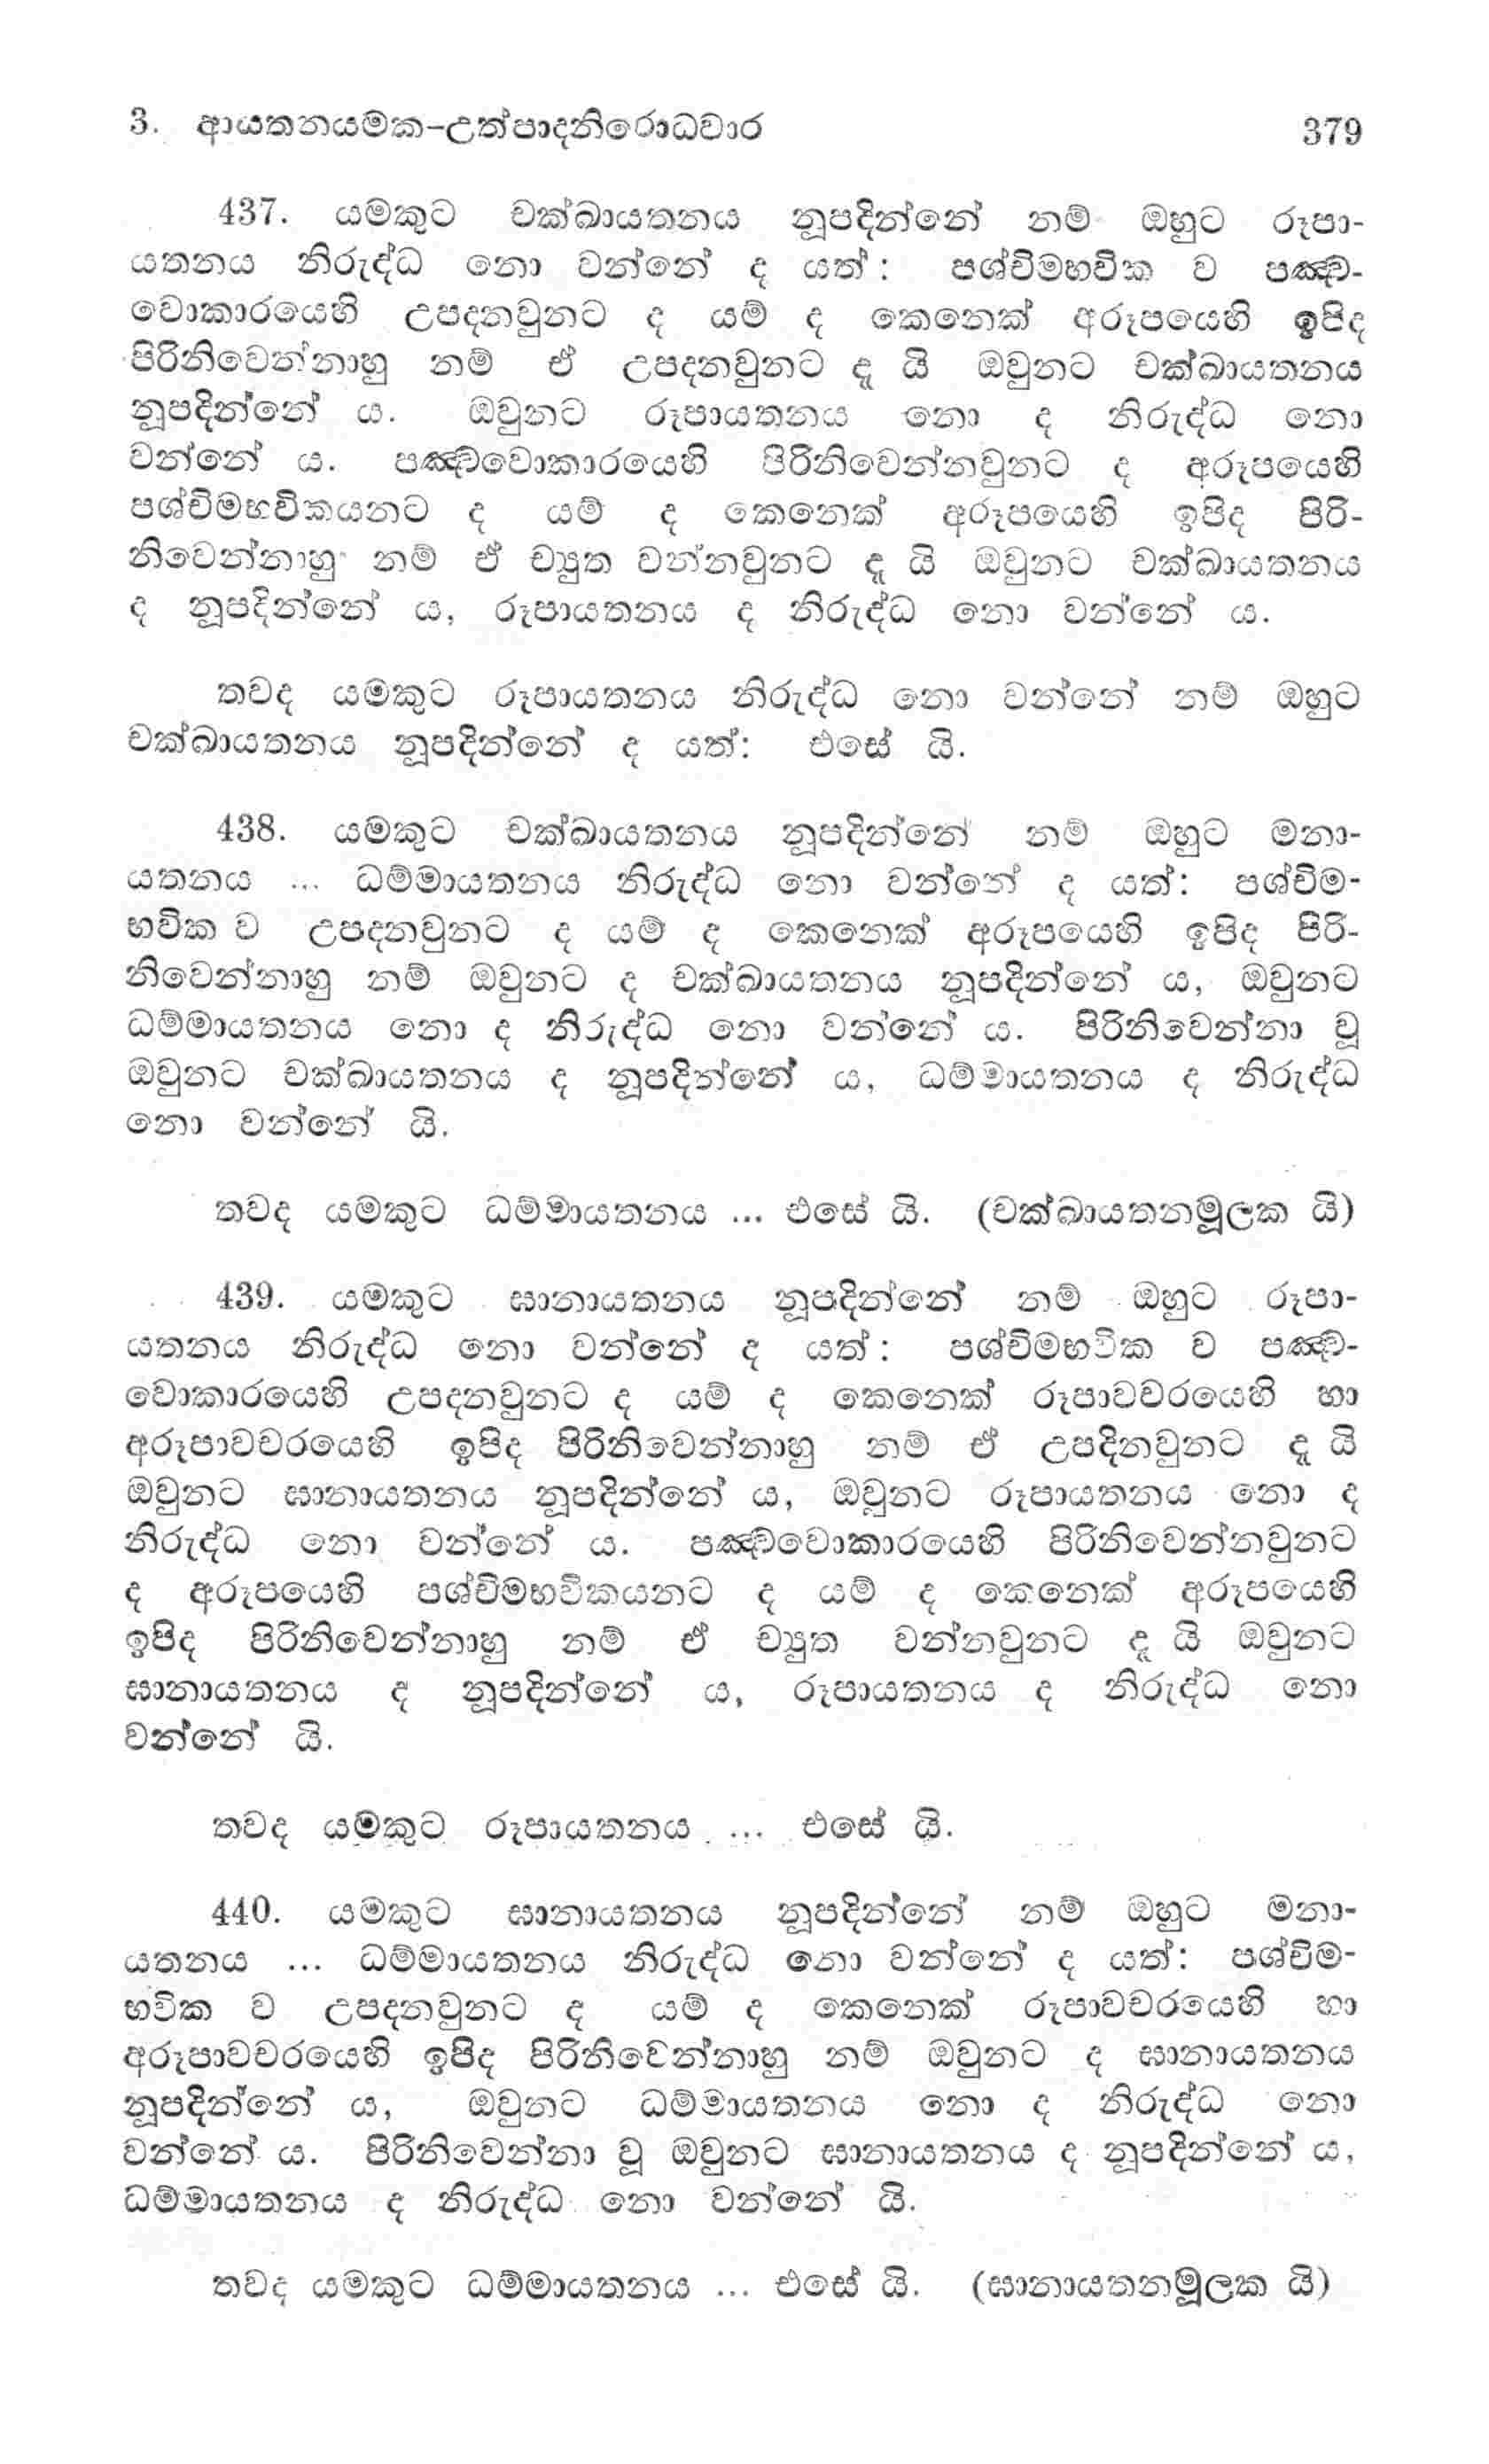 3. ආයතනයමක-උත්පාදනිරොධවාර 379
437. යමකුට චක්ඛායතනය නූපදින්නේ නම් ඔහුට රූපා-
යතනය නිරුද්ධ නො වන්නේ ද යත්: පශ්චිමභවික ව පඤ්ච-
වොකාරයෙහි උපදනවුනට ද යම් ද කෙනෙක් අරූපයෙහි ඉපිද
පිරිනිවෙන්නාහු නම් ඒ උපදනවුනට දැ යි ඔවුනට චක්ඛායතනය
නූපදින්නේ ය. ඔවුනට රූපායතනය නො ද නිරුද්ධ නො
වන්නේ ය. පඤ්චවොකාරයෙහි පිරිනිවෙන්නවුනට ද අරූපයෙහි
පශ්චිමභවිකයනට ද යම් ද කෙනෙක් අරූපයෙහි ඉපිද පිරි-
නිවෙන්නාහු නම් ඒ ච්‍යුත වන්නවුනට දැ යි ඔවුනට චක්ඛායතනය
ද නූපදින්නේ ය, රූපායතනය ද නිරුද්ධ නො වන්නේ ය.
තවද යමකුට රූපායතනය නිරුද්ධ නො වන්නේ නම් ඔහුට
චක්ඛායතනය නූපදින්නේ ද යත්: එසේ යි.
438. යමකුට චක්ඛායතනය නූපදින්නේ නම් ඔහුට මනා-
යතනය ... ධම්මායතනය නිරුද්ධ නො වන්නේ ද යත්: පශ්චිම-
භවික ව උපදනවුනට ද යම් ද කෙනෙක් අරූපයෙහි ඉපිද පිරි-
නිවෙන්නාහු නම් ඔවුනට ද චක්ඛායතනය නූපදින්නේ ය, ඔවුනට
ධම්මායතනය නො ද නිරුද්ධ නො වන්නේ ය. පිරිනිවෙන්නා වූ
ඔවුනට චක්ඛායතනය ද නූපදින්නේ ය, ධම්මායතනය ද නිරුද්ධ
නො වන්නේ යි.
තවද යමකුට ධම්මායතනය ... එසේ යි. (චක්ඛායතනමූලක යි)
439. යමකුට ඝානායතනය නූපදින්නේ නම් ඔහුට රූපා-
යතනය නිරුද්ධ නො වන්නේ ද යත්: පශ්චිමභවික ව පඤ්ච-
වොකාරයෙහි උපදනවුනට ද යම් ද කෙනෙක් රූපාවචරයෙහි හා
අරූපාවචරයෙහි ඉපිද පිරිනිවෙන්නාහු නම් ඒ උපදිනවුනට දැ යි
ඔවුනට ඝානායතනය නූපදින්නේ ය, ඔවුනට රූපායතනය නො ද
නිරුද්ධ නො වන්නේ ය. පඤ්චවොකාරයෙහි පිරිනිවෙන්නවුනට
ද අරූපයෙහි පශ්චිමභවිකයනට ද යම් ද කෙනෙක් අරූපයෙහි
ඉපිද පිරිනිවෙන්නාහු නම් ඒ ච්‍යුත වන්නවුනට දැ යි ඔවුනට
ඝානායතනය ද නූපදින්නේ ය, රූපායතනය ද නිරුද්ධ නො
වන්නේ යි.
තවද යමකුට රූපායතනය ... එසේ යි.
440. යමකුට ඝානායතනය නූපදින්නේ නම් ඔහුට මනා-
යතනය ... ධම්මායතනය නිරුද්ධ නො වන්නේ ද යත්: පශ්චිම-
භවික ව උපදනවුනට ද යම් ද කෙනෙක් රූපාවචරයෙහි හා
අරූපාවචරයෙහි ඉපිද පිරිනිවෙන්නාහු නම් ඔවුනට ද ඝානායතනය
නූපදින්නේ ය, ඔවුනට ධම්මායතනය නො ද නිරුද්ධ නො
වන්නේ ය. පිරිනිවෙන්නා වූ ඔවුනට ඝානායතනය ද නූපදින්නේ ය,
ධම්මායතනය ද නිරුද්ධ නො වන්නේ යි.
තවද යමකුට ධම්මායතනය ... එසේ යි. (ඝානායතනමූලක යි)